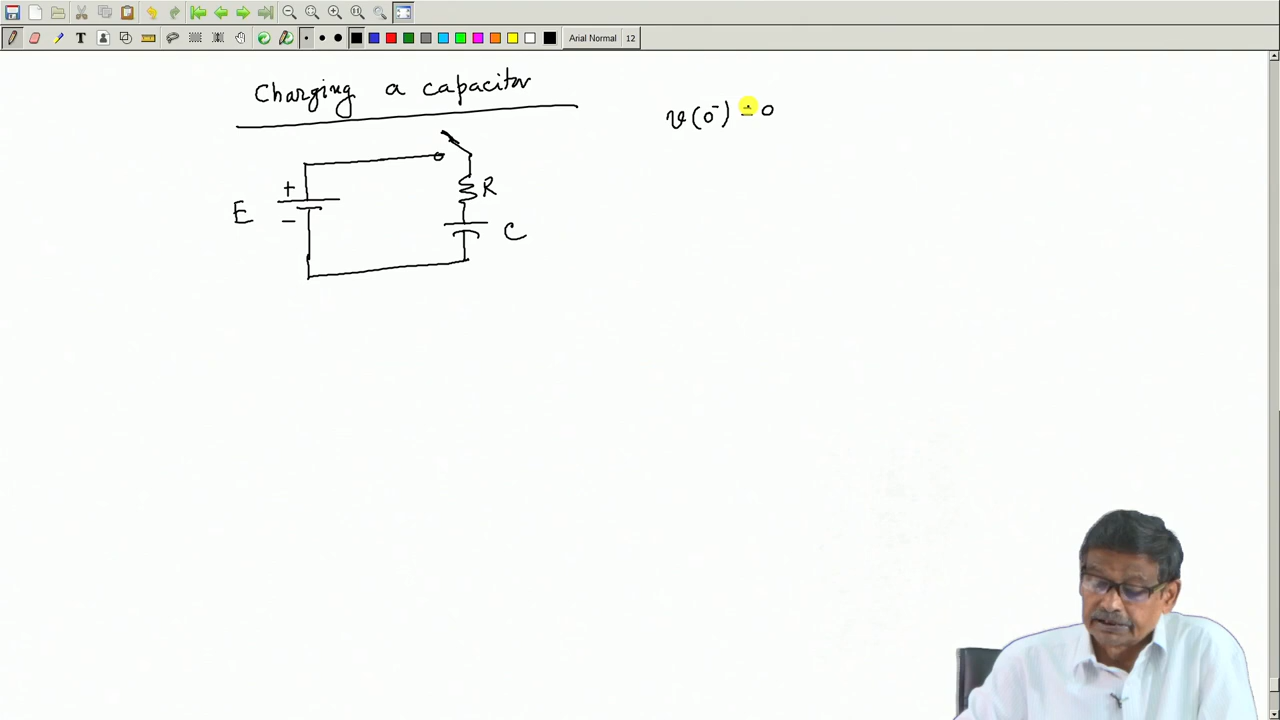 T
Arial Normal 12
Charging a capacitor
v(0⁻) = 0
+
R
E
−
C